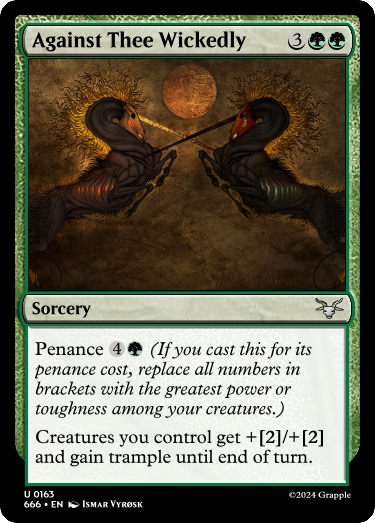 Against Thee Wickedly 3
Sorcery
Penance 4 (If you cast this for its
penance cost, replace all numbers in
brackets with the greatest power or
toughness among your creatures.)
Creatures you control get +[2]/+[2]
and gain trample until end of turn.
U 0163
666 • EN Ismar Vyrøsk
©2024 Grapple